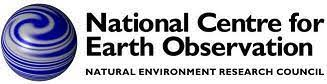 National Centre for
Earth Observation
NATURAL ENVIRONMENT RESEARCH COUNCIL